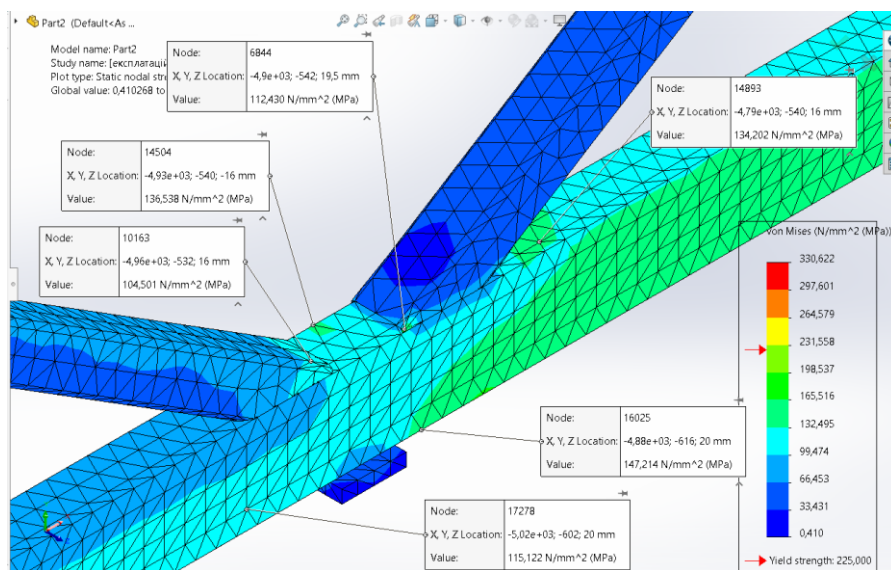 Part2 (Default<As ...
Model name: Part2
Study name: [експлатацій
Plot type: Static nodal stre
Global value: 0,410268 to
Node: 6844
X, Y, Z Location: -4,9e+03; -542; 19,5 mm
Value: 112,430 N/mm^2 (MPa)
Node: 14893
X, Y, Z Location: -4,79e+03; -540; 16 mm
Value: 134,202 N/mm^2 (MPa)
Node: 14504
X, Y, Z Location: -4,93e+03; -540; -16 mm
Value: 136,538 N/mm^2 (MPa)
Node: 10163
X, Y, Z Location: -4,96e+03; -532; 16 mm
Value: 104,501 N/mm^2 (MPa)
von Mises (N/mm^2 (MPa))
330,622
297,601
264,579
231,558
198,537
165,516
132,495
99,474
66,453
33,431
0,410
Yield strength: 225,000
Node: 16025
X, Y, Z Location: -4,88e+03; -616; 20 mm
Value: 147,214 N/mm^2 (MPa)
Node: 17278
X, Y, Z Location: -5,02e+03; -602; 20 mm
Value: 115,122 N/mm^2 (MPa)